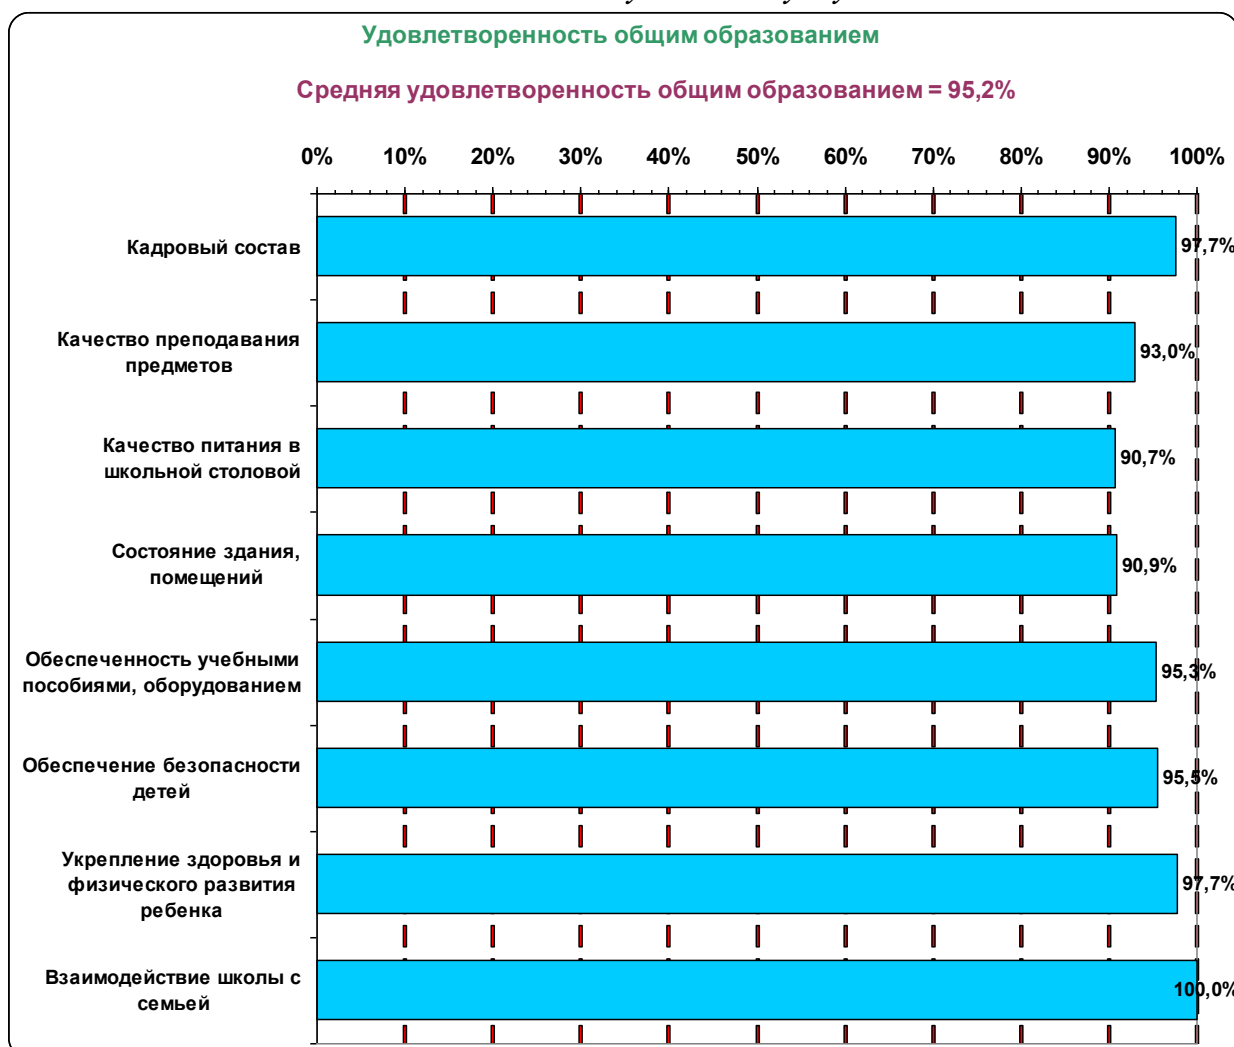 Удовлетворенность общим образованием
Средняя удовлетворенность общим образованием = 95,2%
0% 10% 20% 30% 40% 50% 60% 70% 80% 90% 100%
Кадровый состав
97,7%
Качество преподавания
предметов
93,0%
Качество питания в
школьной столовой
90,7%
Состояние здания,
помещений
90,9%
Обеспеченность учебными
пособиями, оборудованием
95,3%
Обеспечение безопасности
детей
95,5%
Укрепление здоровья и
физического развития
ребенка
97,7%
Взаимодействие школы с
семьей
100,0%